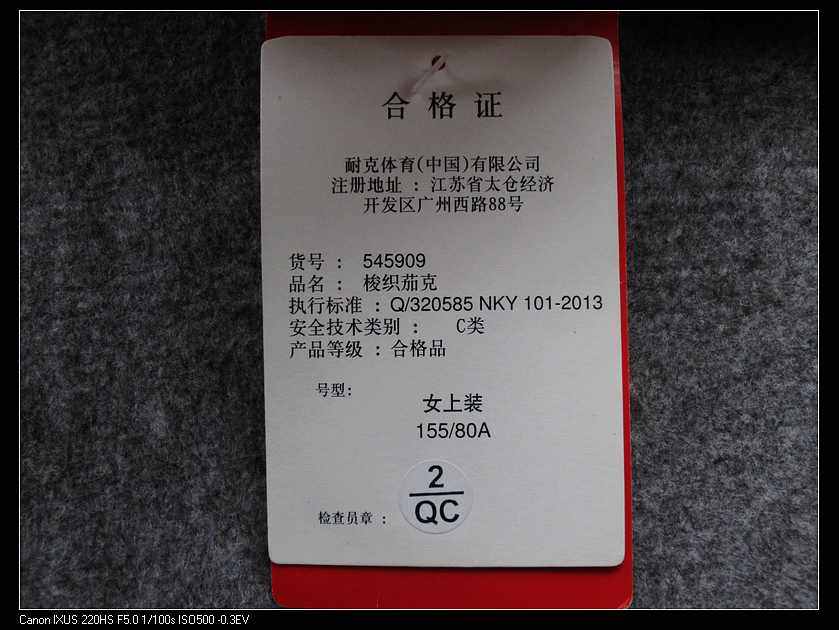 合格证
耐克体育(中国)有限公司
注册地址：江苏省太仓经济
开发区广州西路88号
货号： 545909
品名： 梭织茄克
执行标准：Q/320585 NKY 101-2013
安全技术类别： C类
产品等级：合格品
号型:
女上装
155/80A
2
QC
检查员章：
Canon IXUS 220HS F5.0 1/100s ISO500 -0.3EV